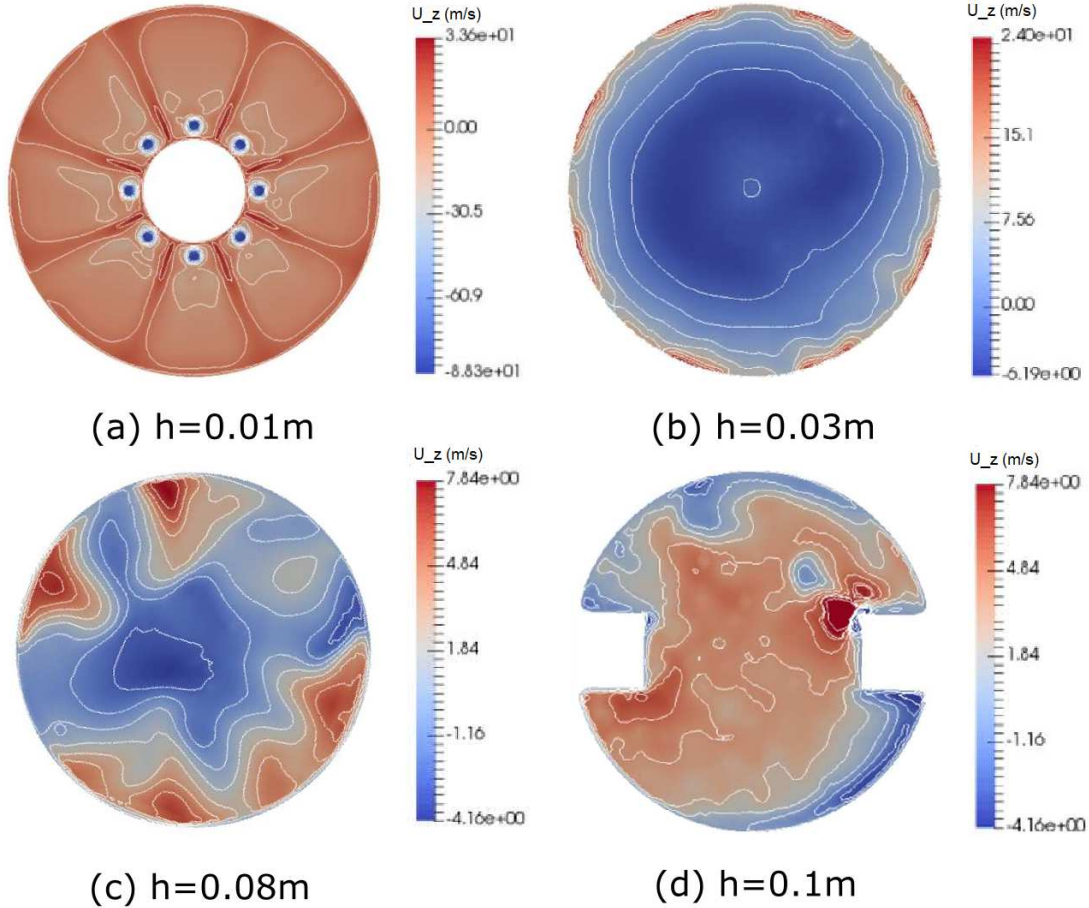 U_z (m/s)
3.36e+01
0.00
-30.5
-60.9
-8.83e+01
(a) h=0.01m
U_z (m/s)
2.40e+01
15.1
7.56
0.00
-6.19e+00
(b) h=0.03m
U_z (m/s)
7.84e+00
4.84
1.84
-1.16
-4.16e+00
(c) h=0.08m
U_z (m/s)
7.84e+00
4.84
1.84
-1.16
-4.16e+00
(d) h=0.1m